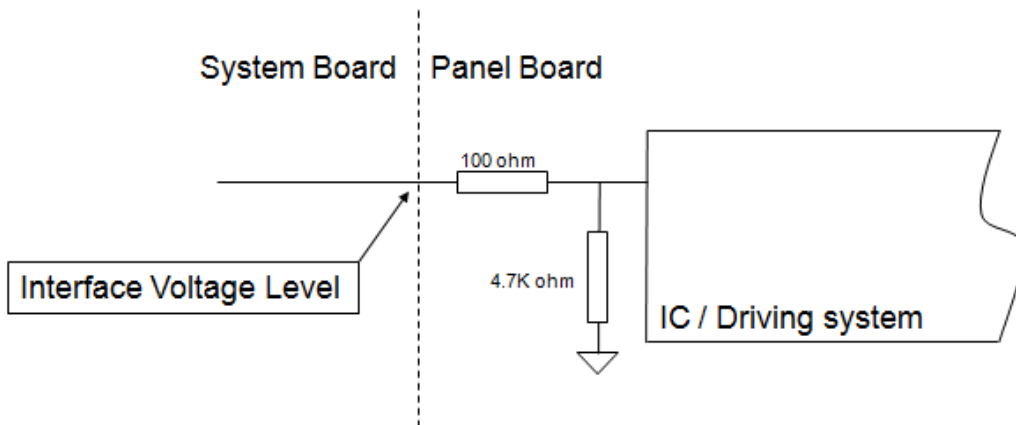 System Board
Panel Board
100 ohm
Interface Voltage Level
4.7K ohm
IC / Driving system